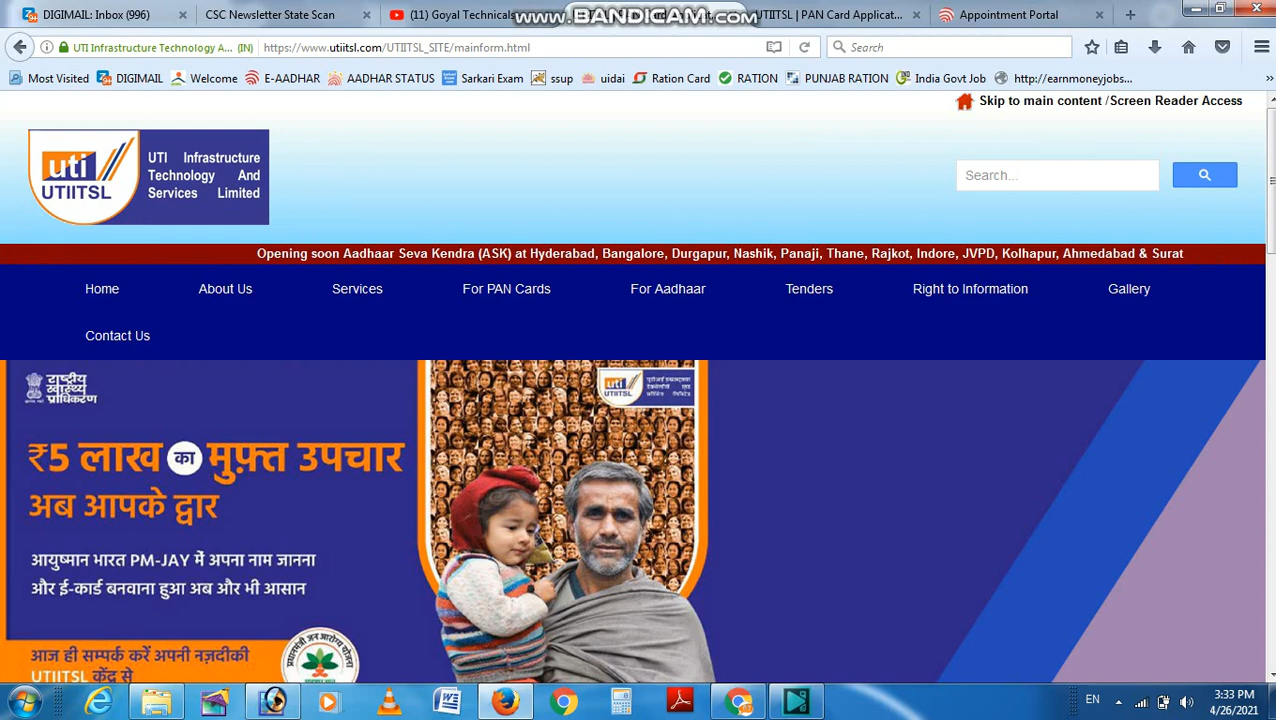 DIGIMAIL: Inbox (996)
CSC Newsletter State Scan
(11) Goyal Technicals
www.BANDICAM.com
UTIITSL | PAN Card Applicat...
Appointment Portal
UTI Infrastructure Technology A... (IN)
https://www.utiitsl.com/UTIITSL_SITE/mainform.html
Search
Most Visited
DIGIMAIL
Welcome
E-AADHAR
AADHAR STATUS
Sarkari Exam
ssup
uidai
Ration Card
RATION
PUNJAB RATION
India Govt Job
http://earnmoneyjobs...
Skip to main content /Screen Reader Access
uti
UTIITSL
UTI Infrastructure
Technology And
Services Limited
Search...
Opening soon Aadhaar Seva Kendra (ASK) at Hyderabad, Bangalore, Durgapur, Nashik, Panaji, Thane, Rajkot, Indore, JVPD, Kolhapur, Ahmedabad & Surat
Home
About Us
Services
For PAN Cards
For Aadhaar
Tenders
Right to Information
Gallery
Contact Us
राष्ट्रीय
स्वास्थ्य
प्राधिकरण
uti
UTIITSL
₹5 लाख का मुफ़्त उपचार
अब आपके द्वार
आयुष्मान भारत PM-JAY में अपना नाम जानना
और ई-कार्ड बनवाना हुआ अब और भी आसान
आज ही सम्पर्क करें अपनी नज़दीकी
UTIITSL केंद्र से
EN
3:33 PM
4/26/2021